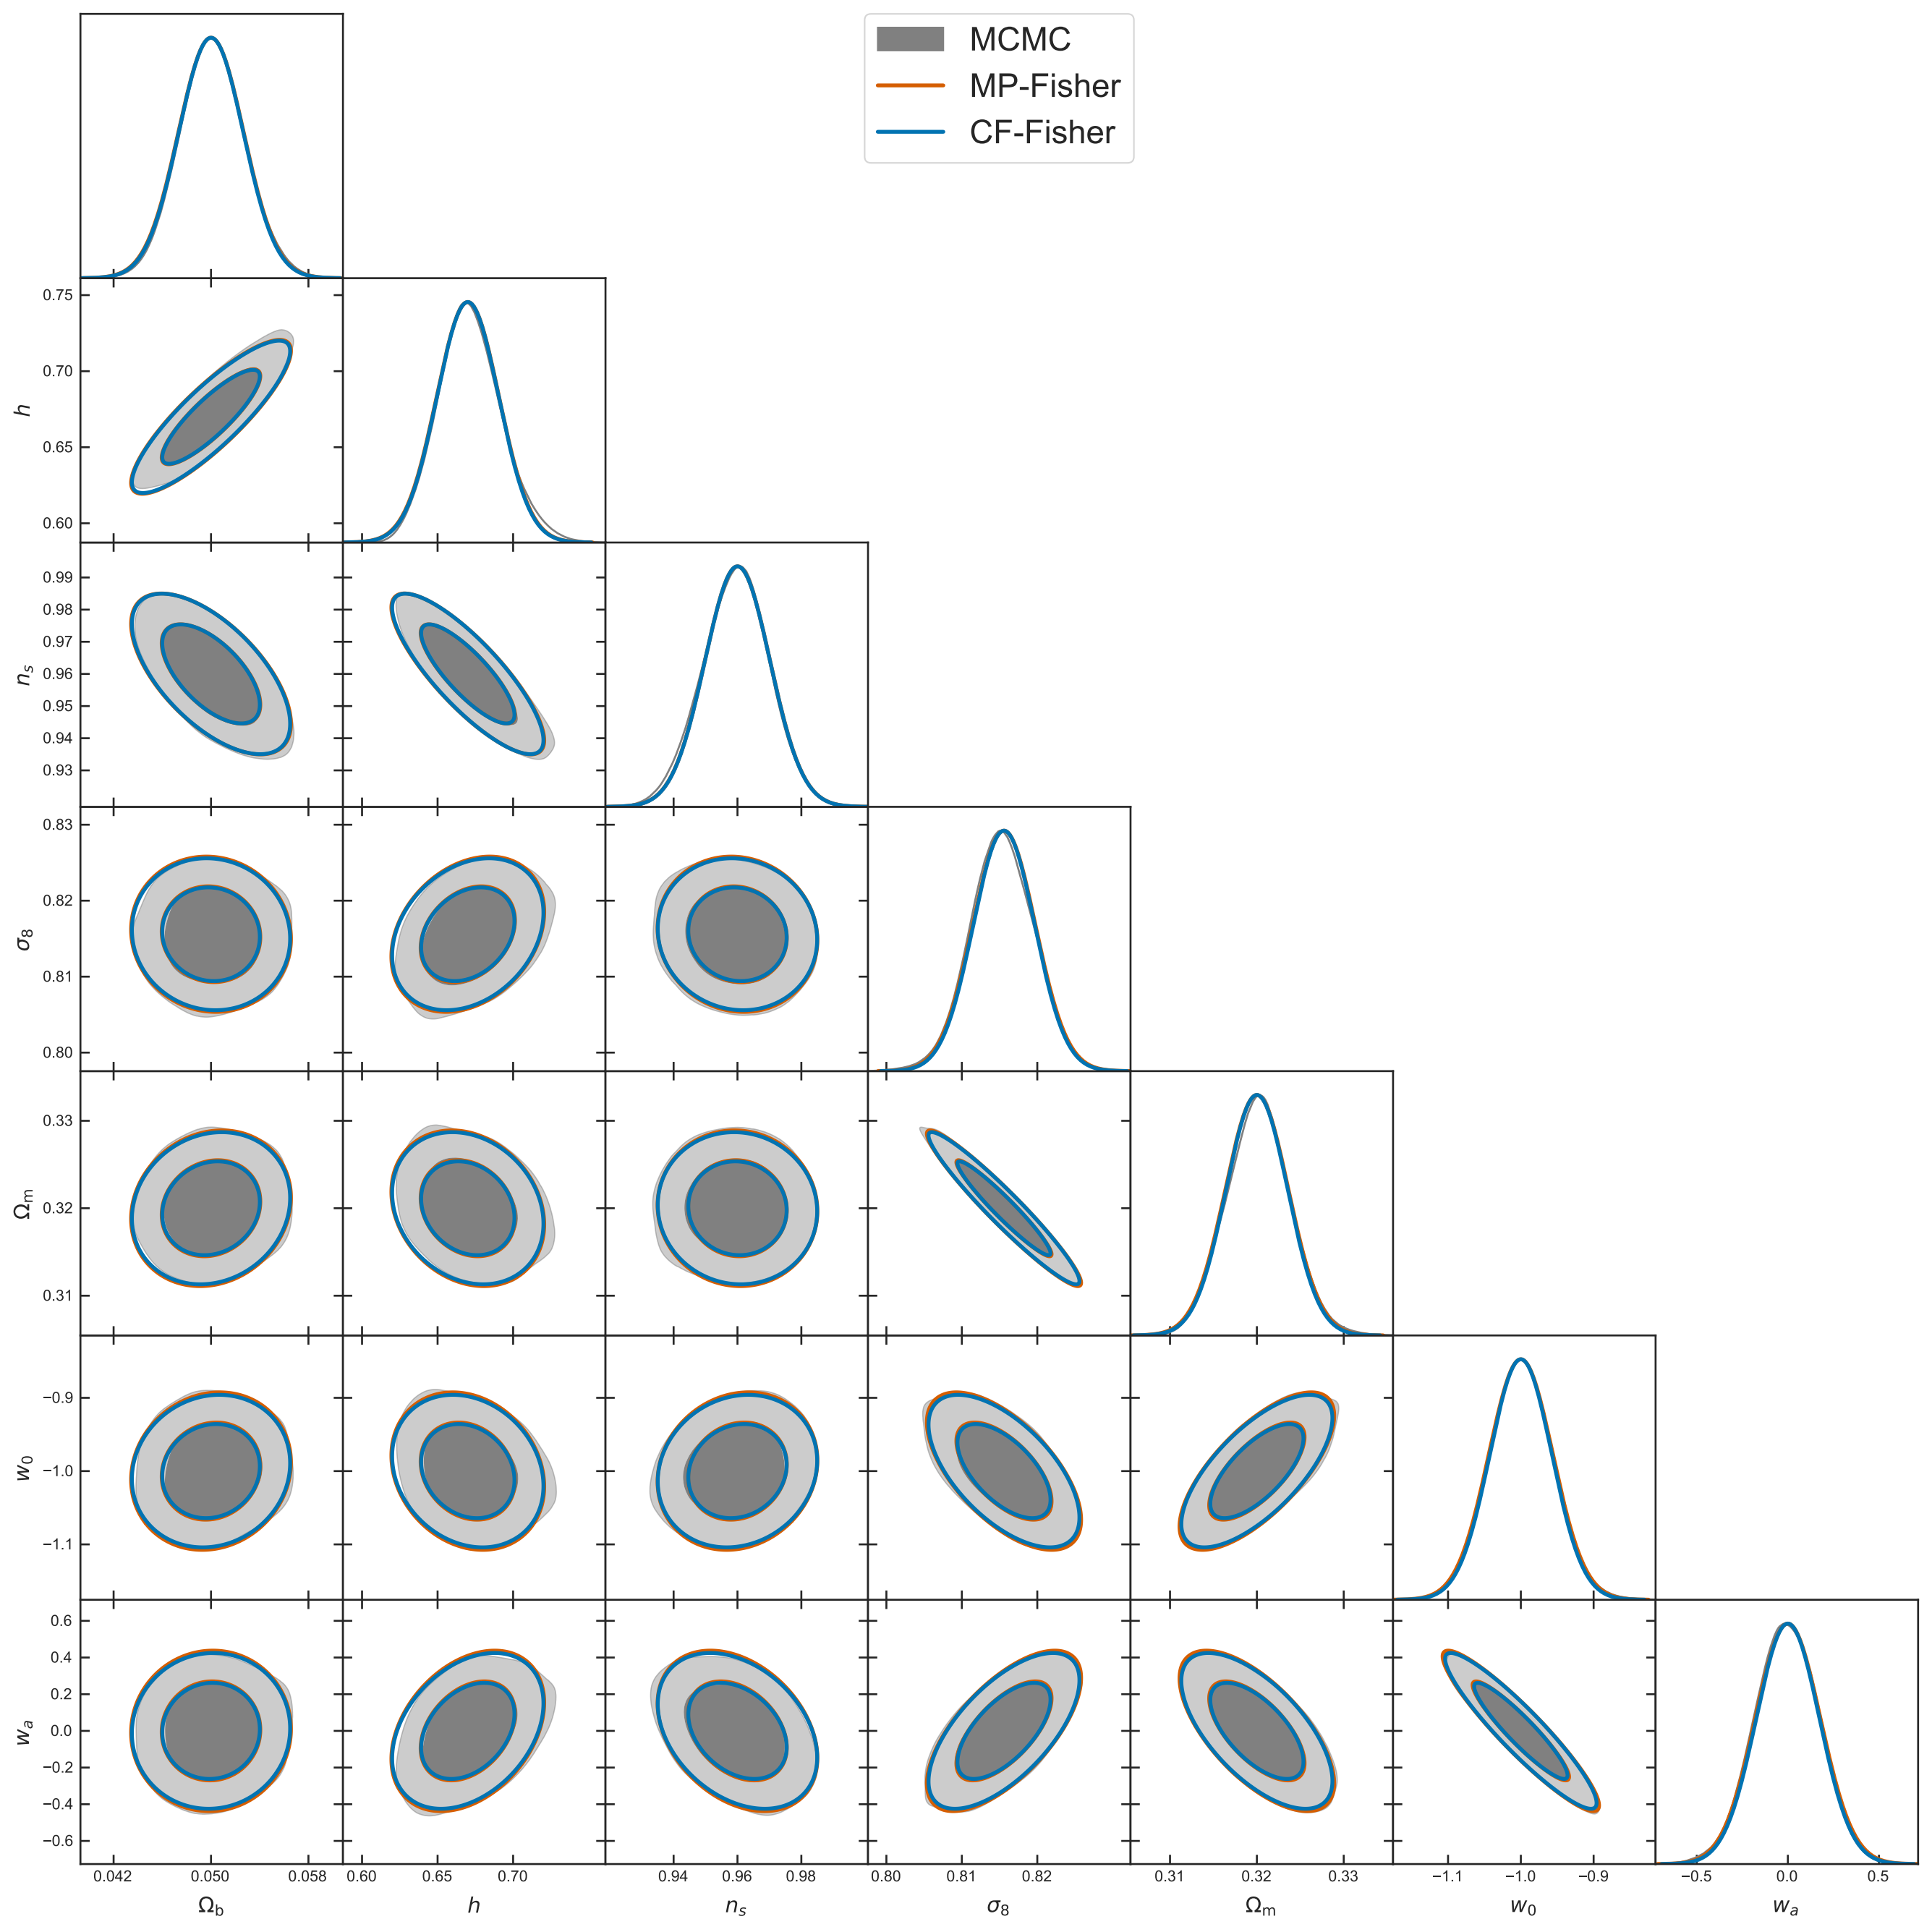 MCMC
MP-Fisher
CF-Fisher
0.75
0.70
0.65
0.60
h
0.99
0.98
0.97
0.96
0.95
0.94
0.93
n_s
0.83
0.82
0.81
0.80
σ_8
0.33
0.32
0.31
Ω_m
−0.9
−1.0
−1.1
w_0
0.6
0.4
0.2
0.0
−0.2
−0.4
−0.6
w_a
0.042 0.050 0.058 0.60 0.65 0.70 0.94 0.96 0.98 0.80 0.81 0.82 0.31 0.32 0.33 −1.1 −1.0 −0.9 −0.5 0.0 0.5
Ω_b h n_s σ_8 Ω_m w_0 w_a